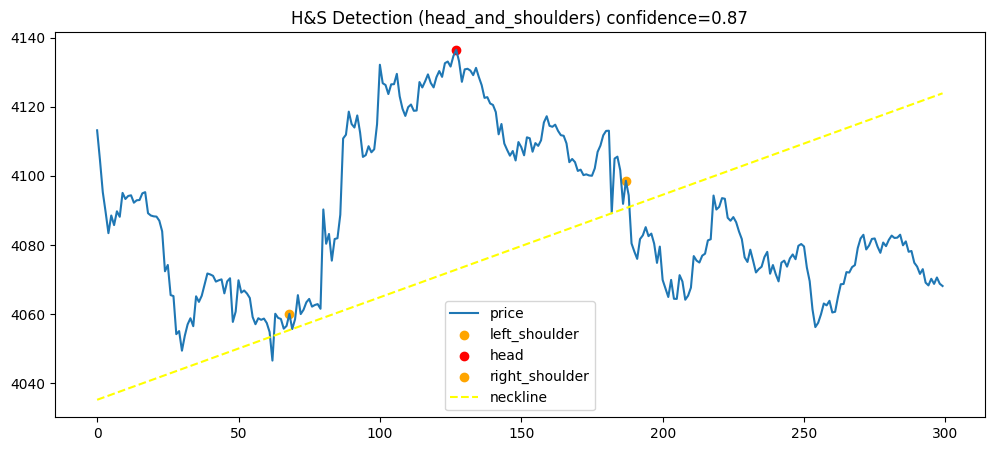 H&S Detection (head_and_shoulders) confidence=0.87
4140
4120
4100
4080
4060
4040
price
left_shoulder
head
right_shoulder
neckline
0
50
100
150
200
250
300